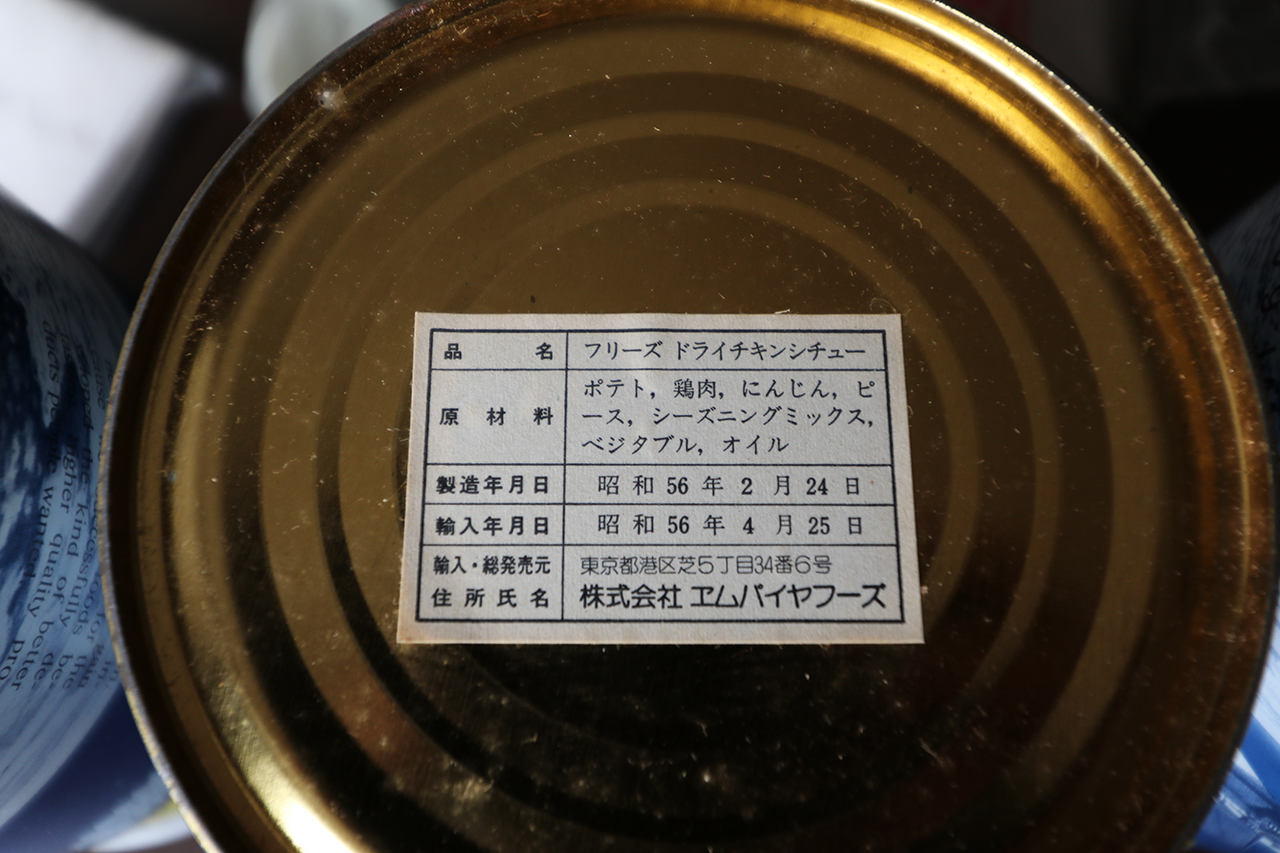 品名 フリーズ ドライチキンシチュー
原材料 ポテト，鶏肉，にんじん，ピ
ース，シーズニングミックス，
ベジタブル，オイル
製造年月日 昭和56年2月24日
輸入年月日 昭和56年4月25日
輸入・総発売元 東京都港区芝5丁目34番6号
住所氏名 株式会社 エムパイヤフーズ